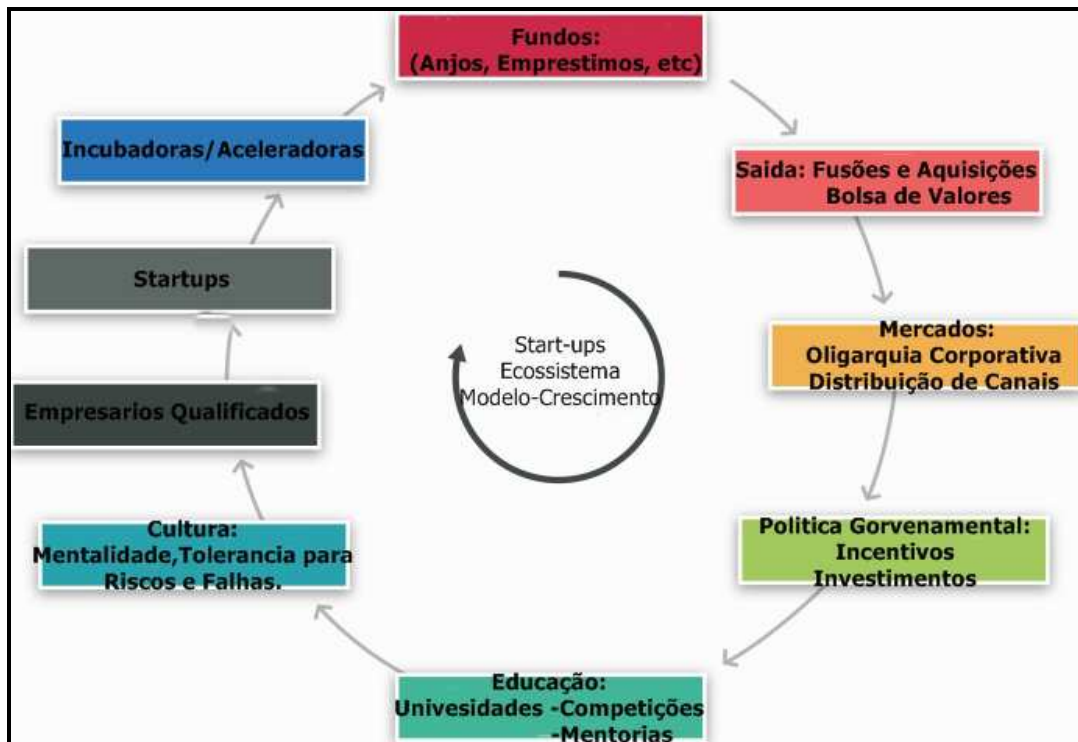 Fundos:
(Anjos, Emprestimos, etc)
Saida: Fusões e Aquisições
Bolsa de Valores
Mercados:
Oligarquia Corporativa
Distribuição de Canais
Politica Gorvenamental:
Incentivos
Investimentos
Educação:
Univesidades -Competições
-Mentorias
Cultura:
Mentalidade,Tolerancia para
Riscos e Falhas.
Empresarios Qualificados
Startups
Incubadoras/Aceleradoras
Start-ups
Ecossistema
Modelo-Crescimento